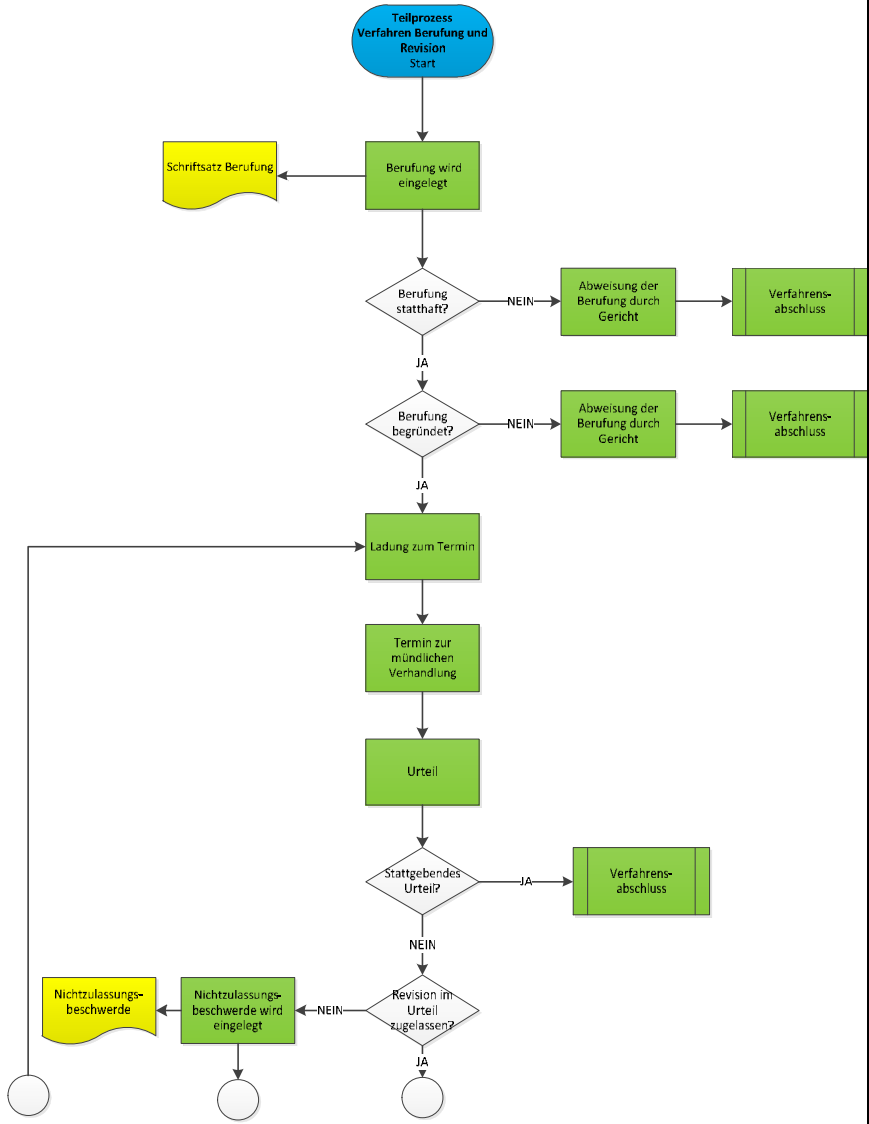 Teilprozess
Verfahren Berufung und
Revision
Start
Schriftsatz Berufung
Berufung wird
eingelegt
Berufung
statthaft?
NEIN
Abweisung der
Berufung durch
Gericht
Verfahrens-
abschluss
JA
Berufung
begründet?
NEIN
Abweisung der
Berufung durch
Gericht
Verfahrens-
abschluss
JA
Ladung zum Termin
Termin zur
mündlichen
Verhandlung
Urteil
Stattgebendes
Urteil?
JA
Verfahrens-
abschluss
NEIN
Nichtzulassungs-
beschwerde
Nichtzulassungs-
beschwerde wird
eingelegt
NEIN
Revision im
Urteil
zugelassen?
JA